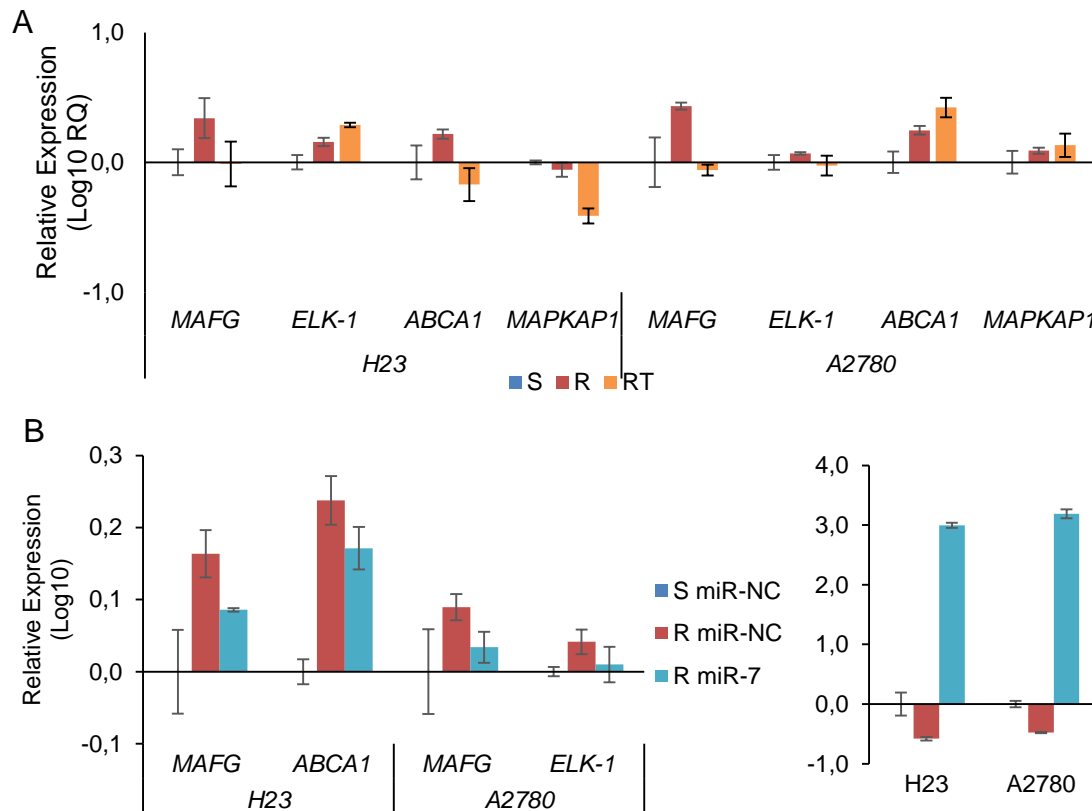 A
Relative Expression
(Log10 RQ)
1,0
0,0
-1,0
MAFG ELK-1 ABCA1 MAPKAP1 MAFG ELK-1 ABCA1 MAPKAP1
H23 A2780
S R RT
B
Relative Expression
(Log10)
0,3
0,2
0,1
0,0
-0,1
MAFG ABCA1 MAFG ELK-1
H23 A2780
S miR-NC
R miR-NC
R miR-7
4,0
3,0
2,0
1,0
0,0
-1,0
H23 A2780